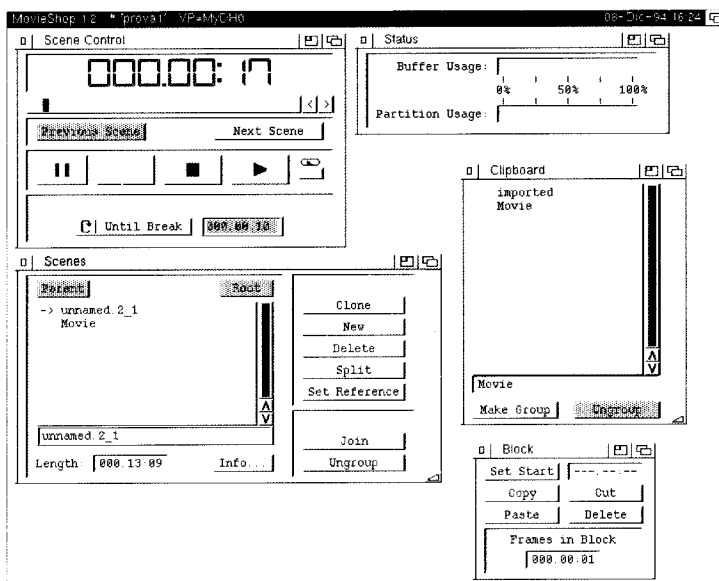 MovieShop 1.2 * "prova1" VP=MyCHO 08-Dic-94 16:24
Scene Control
000.00:17
< >
Previous Scene Next Scene
Until Break 000.00.10
Status
Buffer Usage:
0% 50% 100%
Partition Usage:
Clipboard
imported
Movie
Movie
Make Group Ungroup
Scenes
Parent Root
-> unnamed.2_1
Movie
unnamed.2_1
Length: 000.13:09 Info...
Clone
New
Delete
Split
Set Reference
Join
Ungroup
Block
Set Start ---.--:--
Copy Cut
Paste Delete
Frames in Block
000.00:01